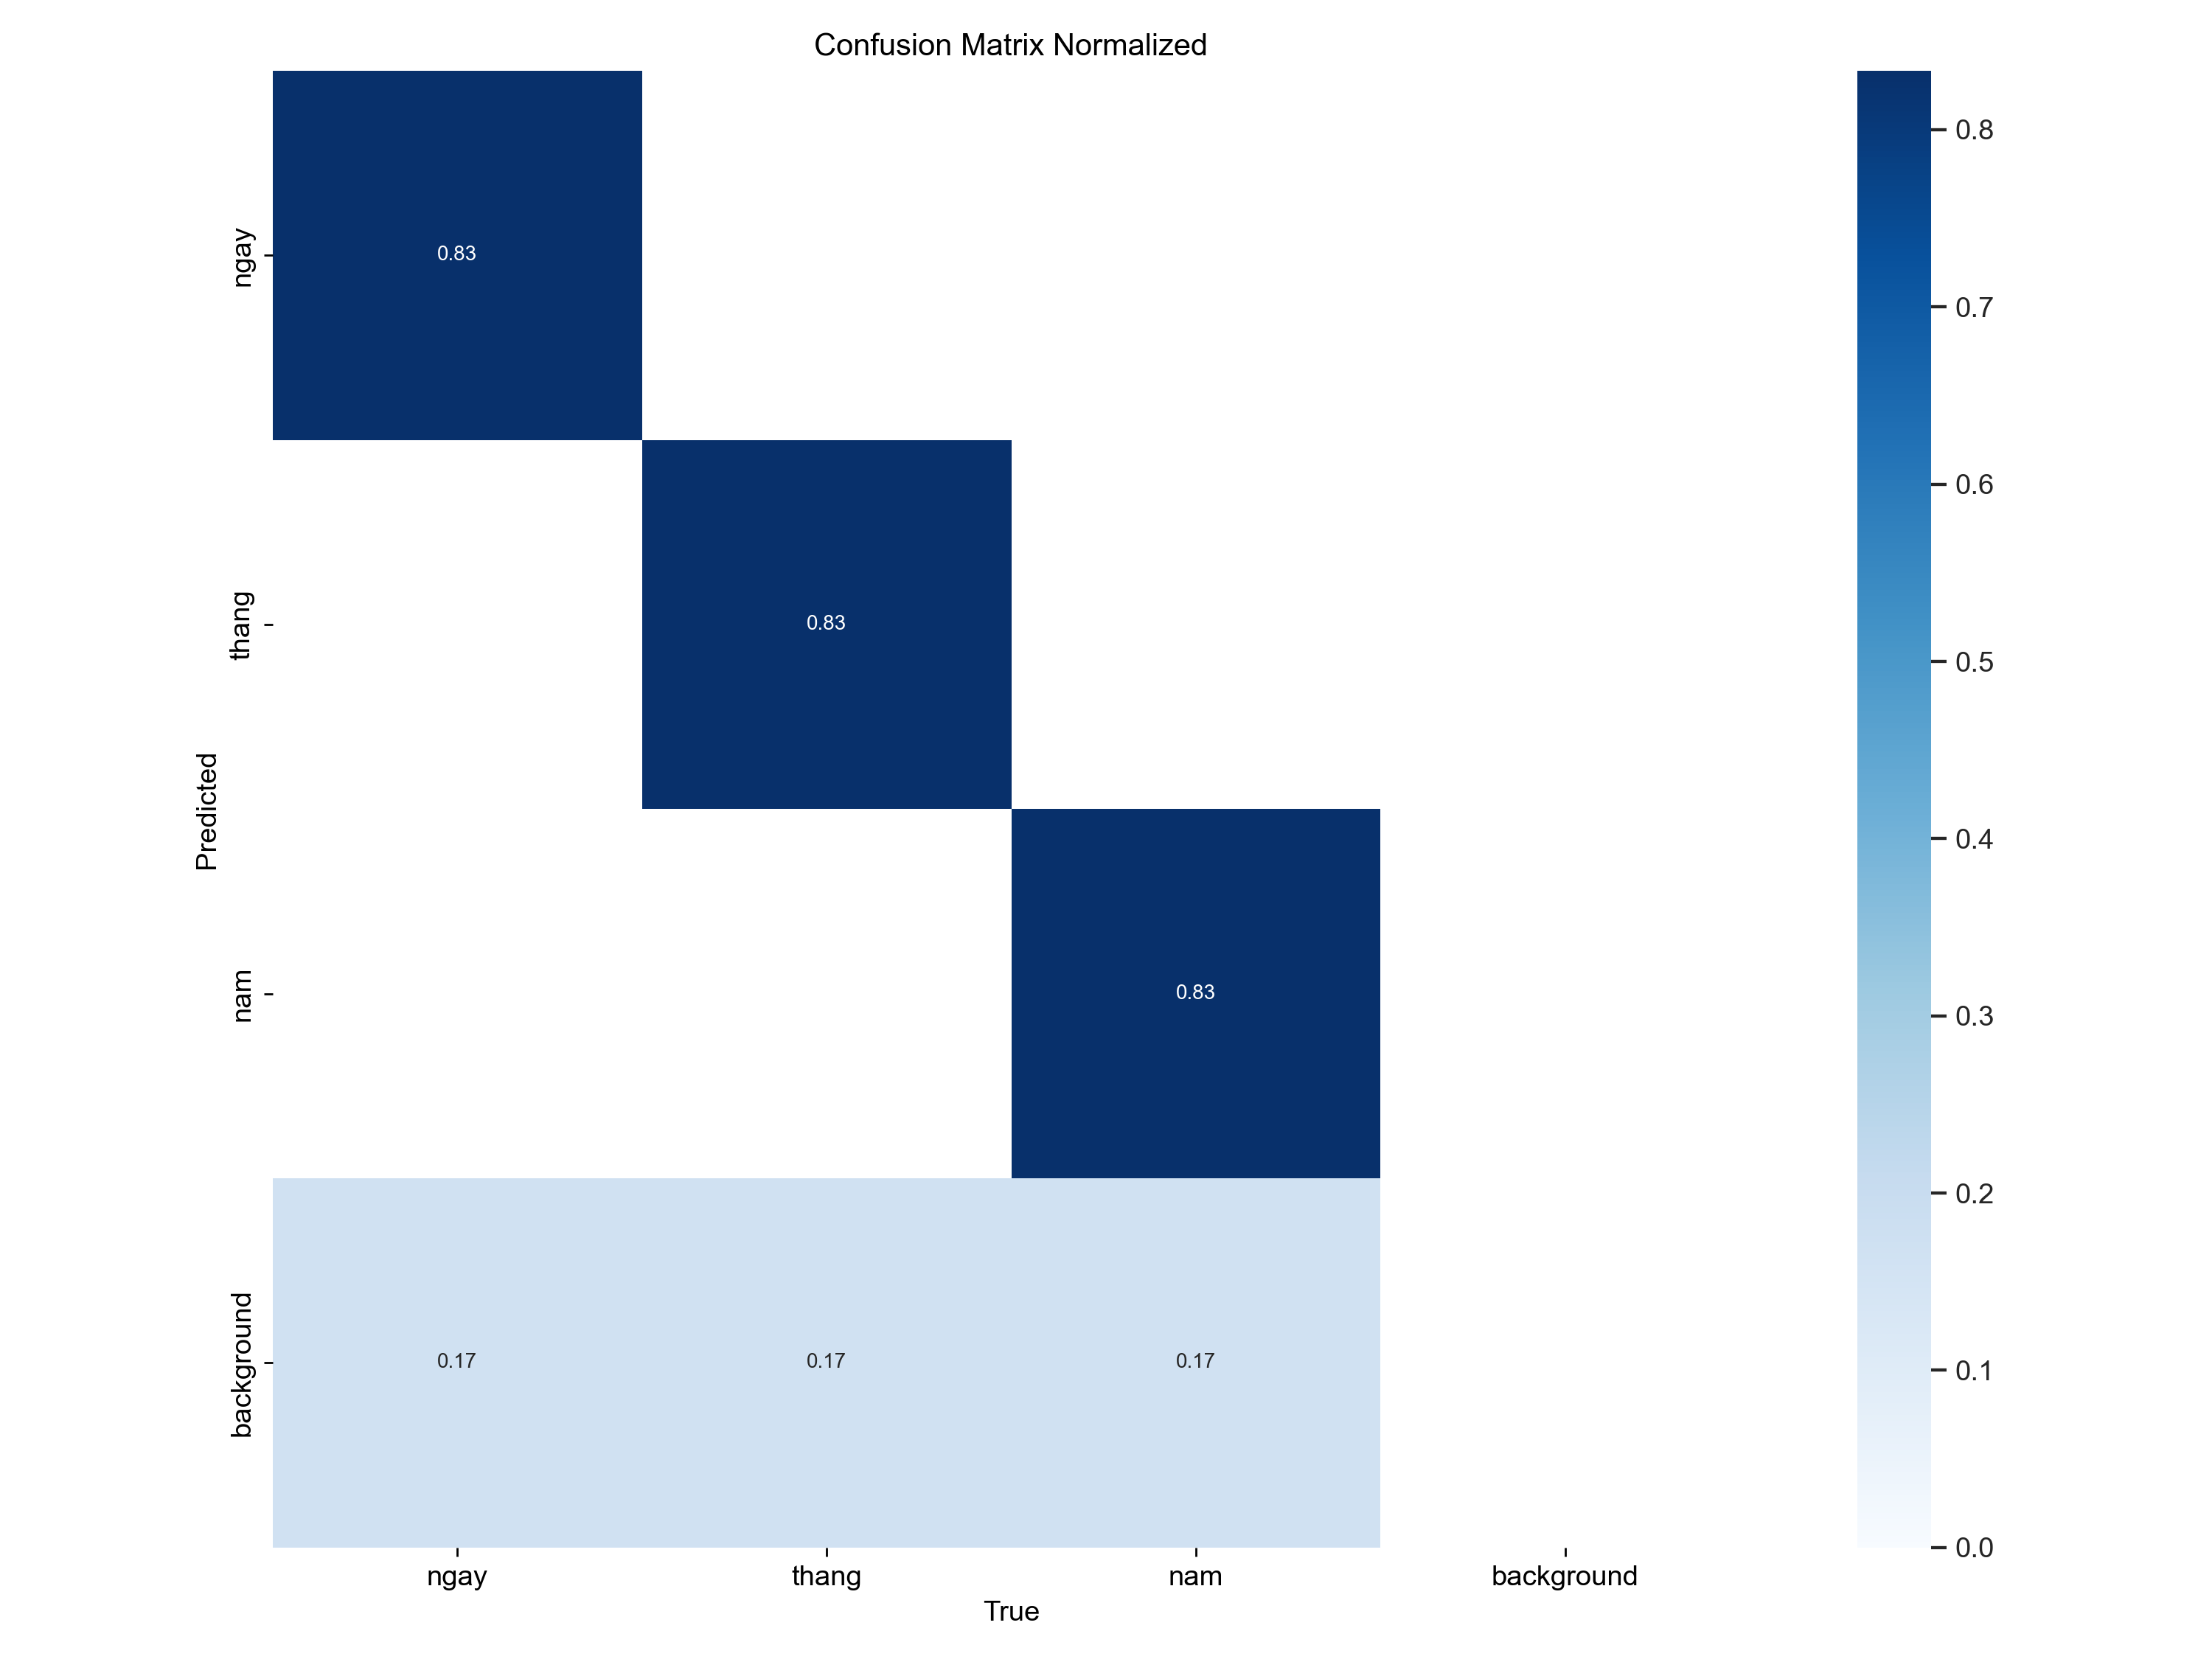 Confusion Matrix Normalized
ngay
thang
nam
background
Predicted
0.83
0.83
0.83
0.17 0.17 0.17
ngay thang nam background
True
0.8
0.7
0.6
0.5
0.4
0.3
0.2
0.1
0.0